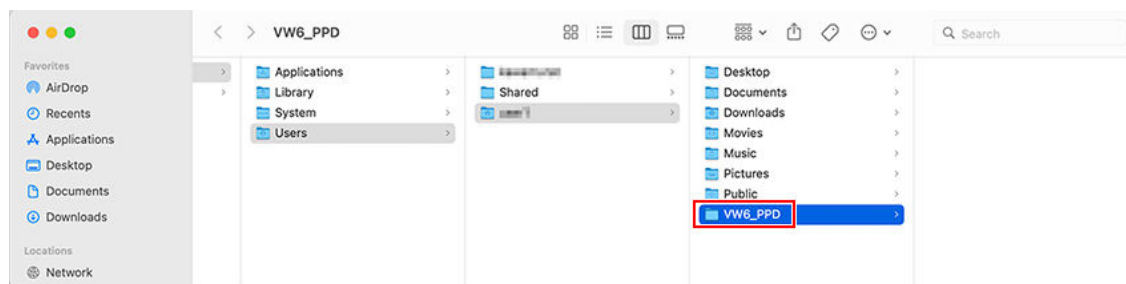 VW6_PPD
Search
Favorites
AirDrop
Recents
Applications
Desktop
Documents
Downloads
Locations
Network
Applications
Library
System
Users
Shared
Desktop
Documents
Downloads
Movies
Music
Pictures
Public
VW6_PPD